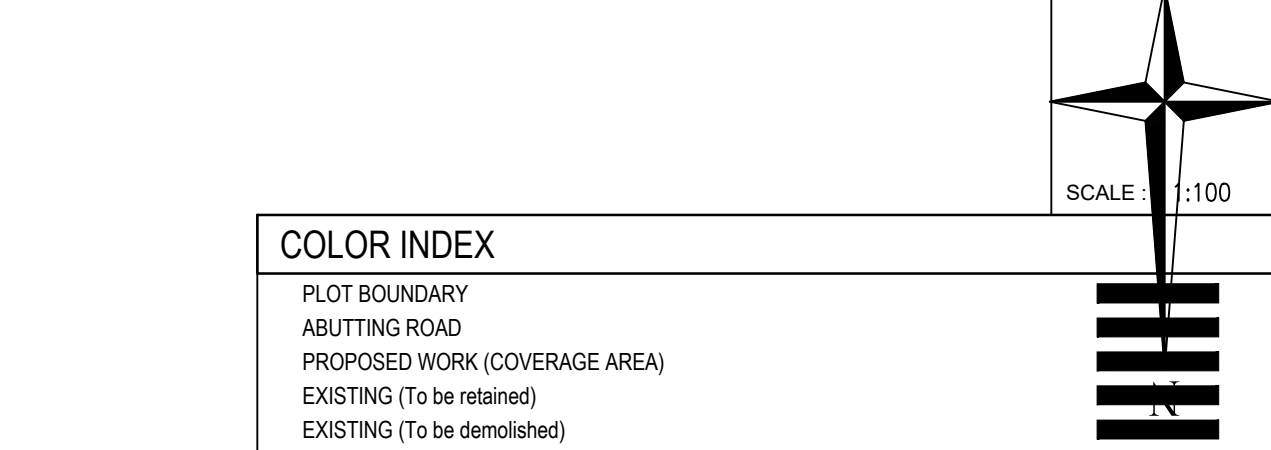 SCALE : 1:100
COLOR INDEX
PLOT BOUNDARY
ABUTTING ROAD
PROPOSED WORK (COVERAGE AREA)
EXISTING (To be retained)
N
EXISTING (To be demolished)